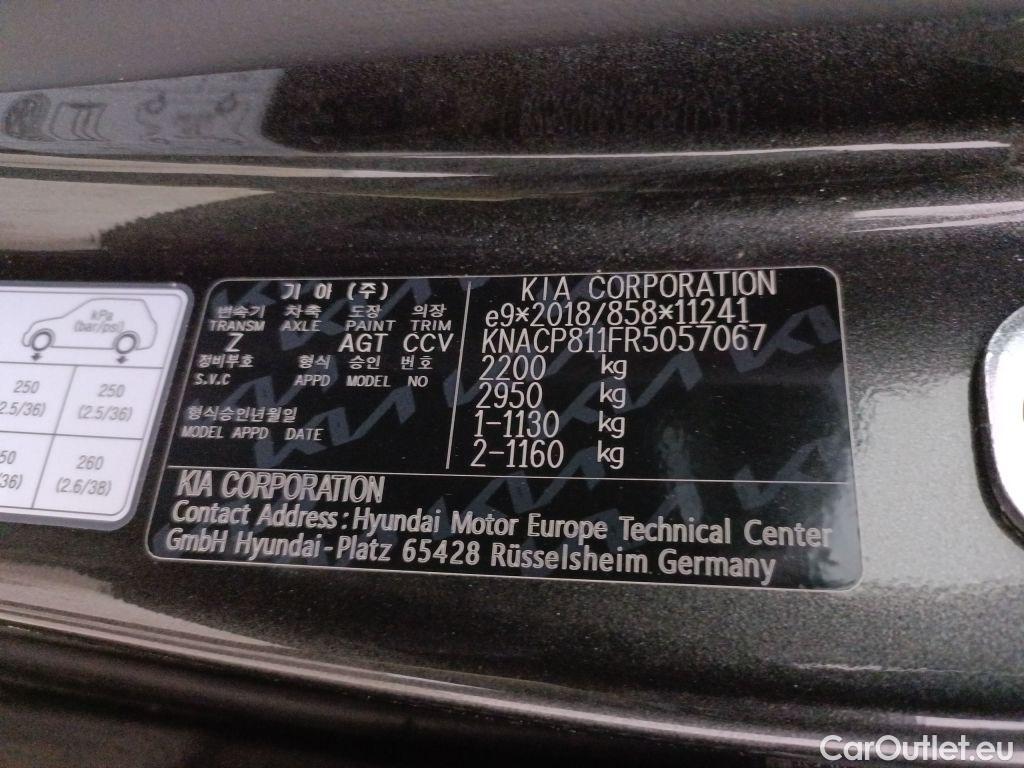 kPa
(bar/psi)
250
(2.5/36)
250
(2.5/36)
260
(2.6/38)
기아 (주)
변속기 차축 도장 의장
TRANSM AXLE PAINT TRIM
Z AGT CCV
정비부호 형식 승인 번호
S.V.C APPD MODEL NO
형식승인년월일
MODEL APPD DATE
KIA CORPORATION
e9*2018/858*11241
KNACP811FR5057067
2200 kg
2950 kg
1-1130 kg
2-1160 kg
KIA CORPORATION
Contact Address : Hyundai Motor Europe Technical Center
GmbH Hyundai-Platz 65428 Rüsselsheim Germany
CarOutlet.eu